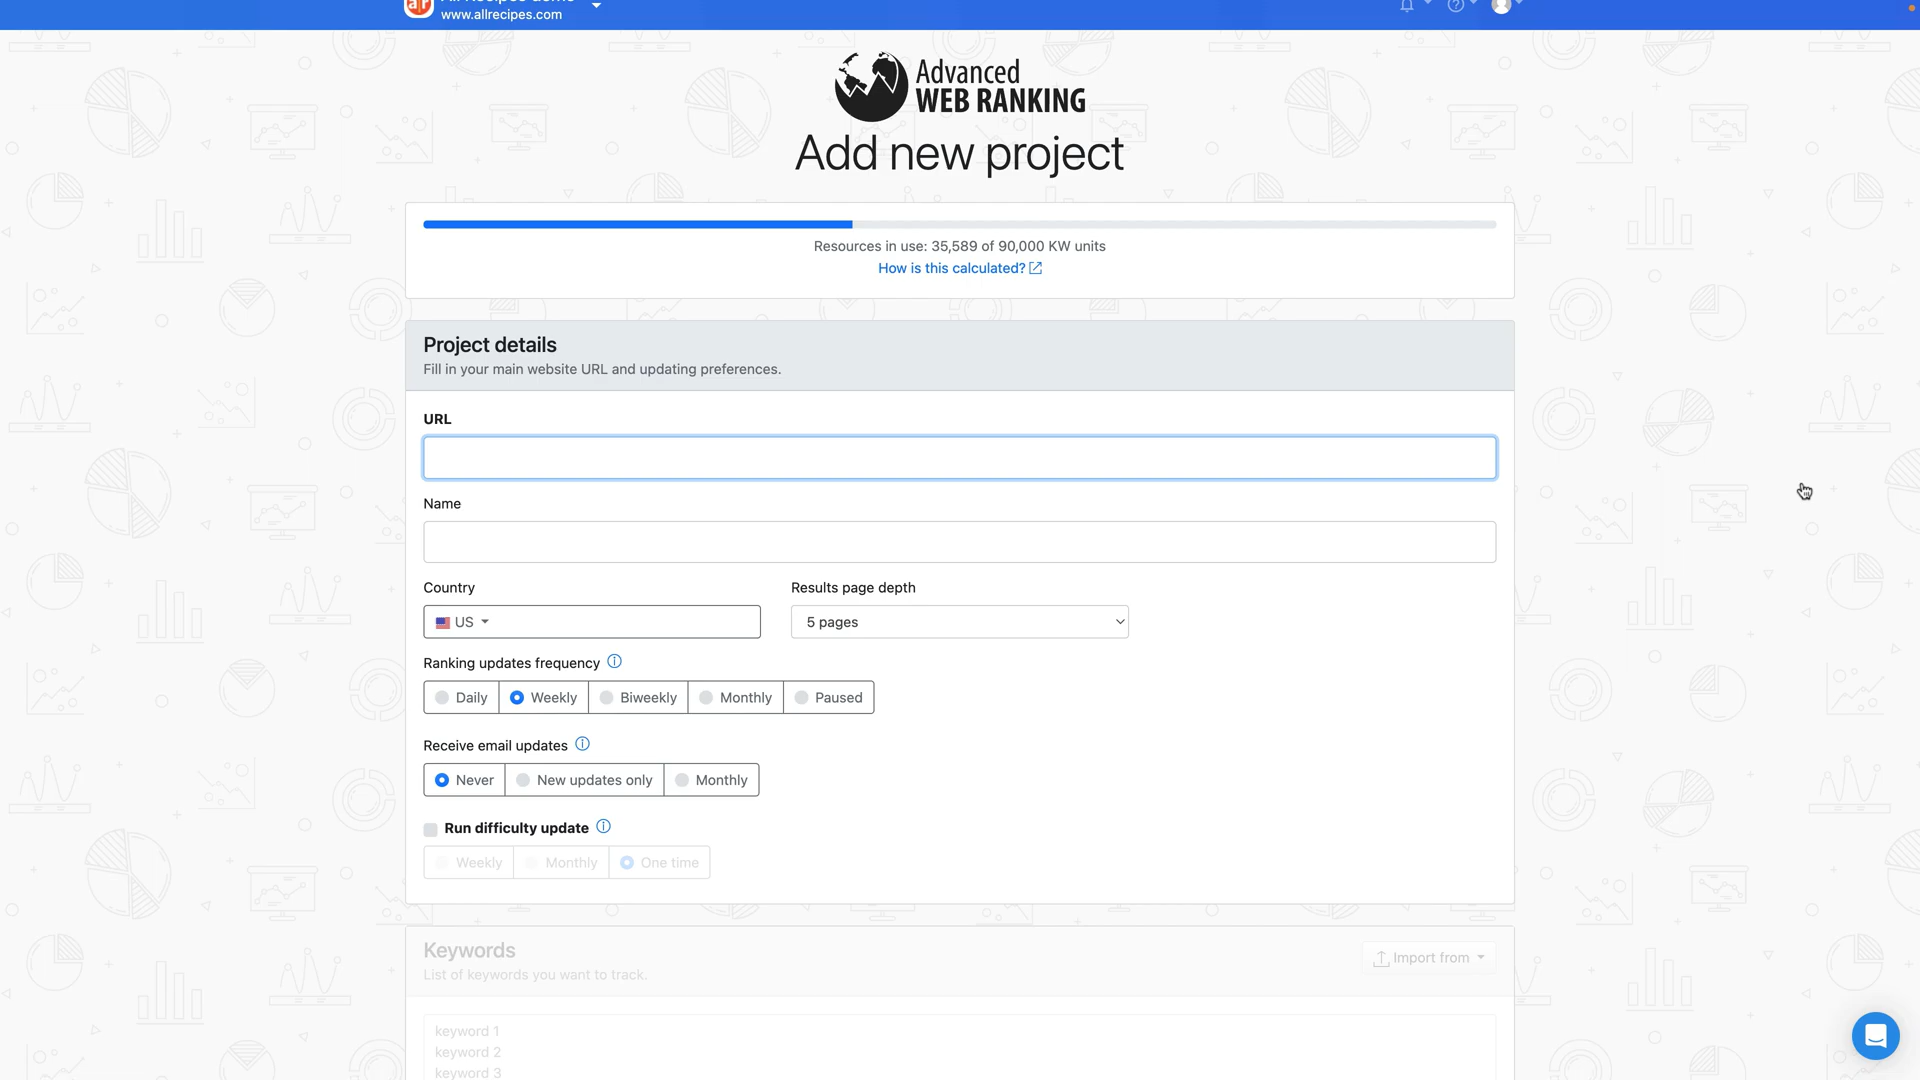 www.allrecipes.com
Advanced
WEB RANKING
Add new project
Resources in use: 35,589 of 90,000 KW units
How is this calculated?
Project details
Fill in your main website URL and updating preferences.
URL
Name
Country
Results page depth
US
5 pages
Ranking updates frequency
Daily
Weekly
Biweekly
Monthly
Paused
Receive email updates
Never
New updates only
Monthly
Run difficulty update
Weekly
Monthly
One time
Keywords
Import from
List of keywords you want to track.
keyword 1
keyword 2
keyword 3